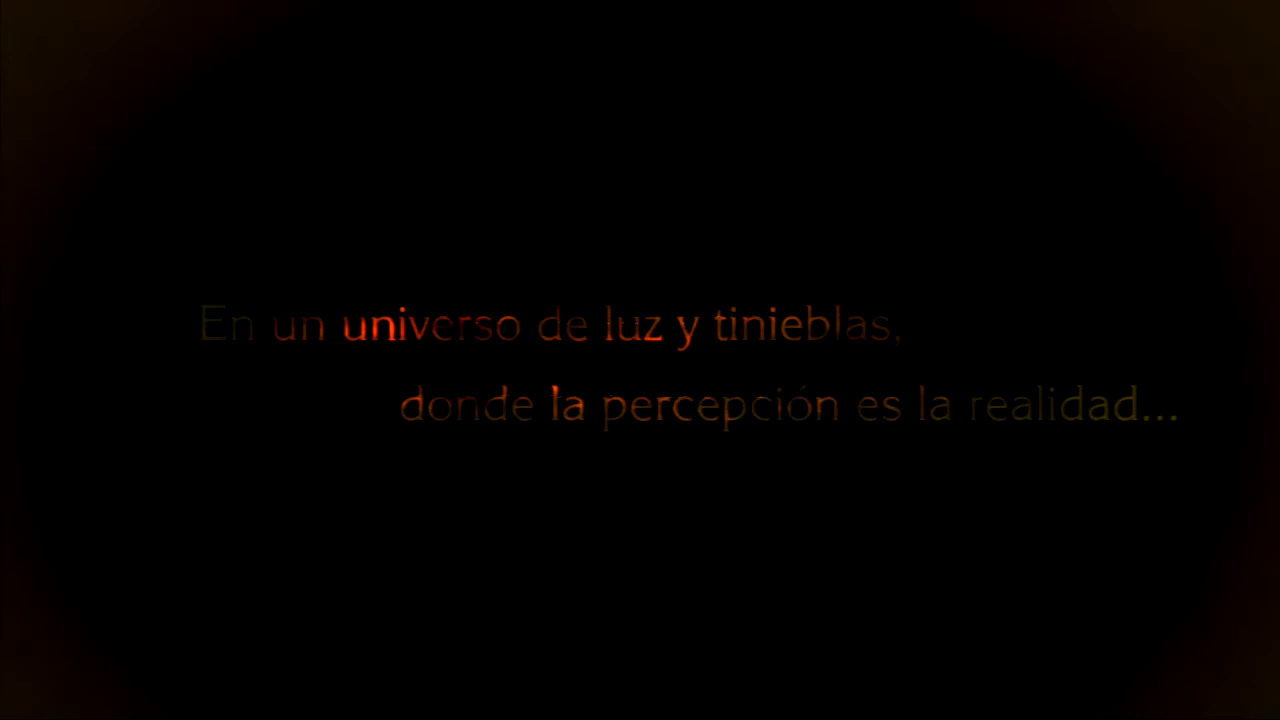 En un universo de luz y tinieblas,
donde la percepción es la realidad...